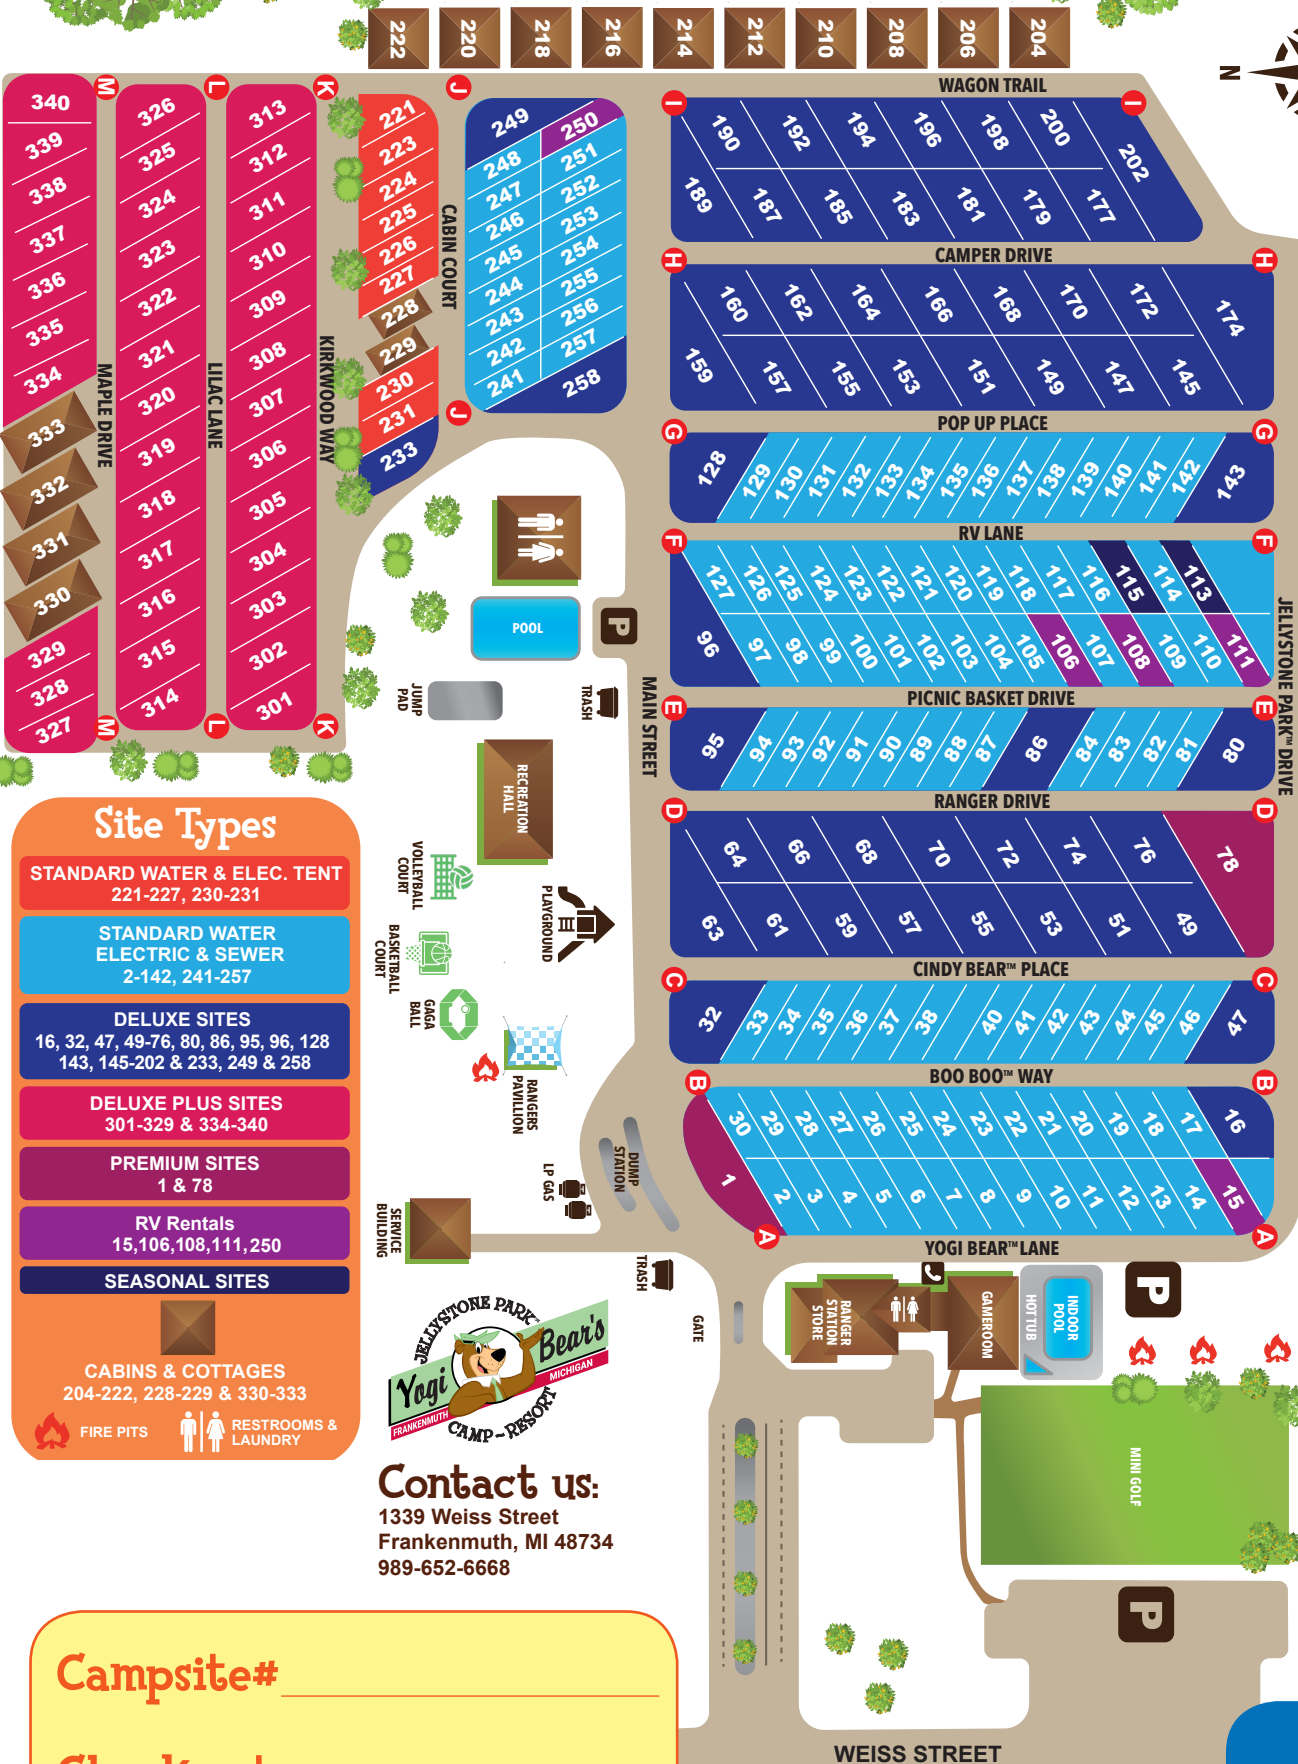 222
220
218
216
214
212
210
208
206
204
N
WAGON TRAIL
M
L
K
J
I
I
340
339
338
337
336
335
334
333
332
331
330
329
328
327
MAPLE DRIVE
M
326
325
324
323
322
321
320
319
318
317
316
315
314
LILAC LANE
L
313
312
311
310
309
308
307
306
305
304
303
302
301
KIRKWOOD WAY
K
221
223
224
225
226
227
228
229
230
231
233
CABIN COURT
J
249
250
248
251
247
252
246
253
245
254
244
255
243
256
242
257
241
258
190
192
194
196
198
200
202
189
187
185
183
181
179
177
H
CAMPER DRIVE
H
160
162
164
166
168
170
172
174
159
157
155
153
151
149
147
145
G
POP UP PLACE
G
128
129
130
131
132
133
134
135
136
137
138
139
140
141
142
143
F
RV LANE
F
127
126
125
124
123
122
121
120
119
118
117
116
115
114
113
96
97
98
99
100
101
102
103
104
105
106
107
108
109
110
111
JELLYSTONE PARK™ DRIVE
E
PICNIC BASKET DRIVE
E
95
94
93
92
91
90
89
88
87
86
84
83
82
81
80
D
RANGER DRIVE
D
64
66
68
70
72
74
76
78
63
61
59
57
55
53
51
49
C
CINDY BEAR™ PLACE
C
32
33
34
35
36
37
38
40
41
42
43
44
45
46
47
B
BOO BOO™ WAY
B
30
29
28
27
26
25
24
23
22
21
20
19
18
17
16
1
2
3
4
5
6
7
8
9
10
11
12
13
14
15
A
YOGI BEAR™ LANE
A
POOL
P
JUMP
PAD
TRASH
MAIN STREET
RECREATION
HALL
VOLLEYBALL
COURT
PLAYGROUND
BASKETBALL
COURT
GAGA
BALL
RANGERS
PAVILLION
LP GAS
DUMP
STATION
SERVICE
BUILDING
TRASH
GATE
RANGER
STATION
STORE
GAMEROOM
HOT TUB
INDOOR
POOL
P
MINI GOLF
P
WEISS STREET
Site Types
STANDARD WATER & ELEC. TENT
221-227, 230-231
STANDARD WATER
ELECTRIC & SEWER
2-142, 241-257
DELUXE SITES
16, 32, 47, 49-76, 80, 86, 95, 96, 128
143, 145-202 & 233, 249 & 258
DELUXE PLUS SITES
301-329 & 334-340
PREMIUM SITES
1 & 78
RV Rentals
15,106,108,111,250
SEASONAL SITES
CABINS & COTTAGES
204-222, 228-229 & 330-333
FIRE PITS
RESTROOMS &
LAUNDRY
JELLYSTONE PARK™
Yogi Bear's
FRANKENMUTH MICHIGAN
CAMP-RESORT
Contact us:
1339 Weiss Street
Frankenmuth, MI 48734
989-652-6668
Campsite#